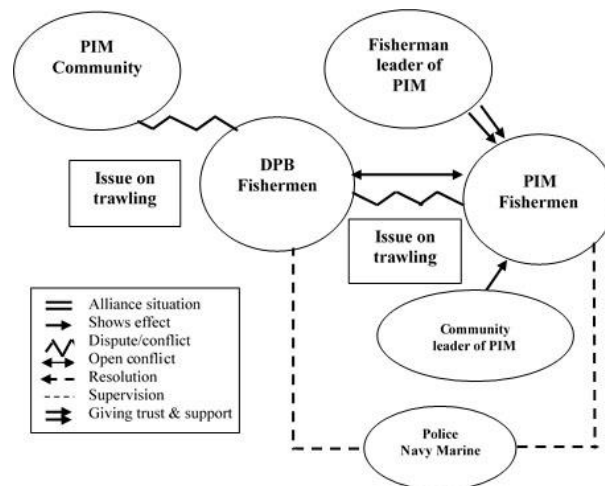 PIM
Community
Fisherman
leader of
PIM
DPB
Fishermen
PIM
Fishermen
Issue on
trawling
Issue on
trawling
Community
leader of PIM
Police
Navy Marine
Alliance situation
Shows effect
Dispute/conflict
Open conflict
Resolution
Supervision
Giving trust & support